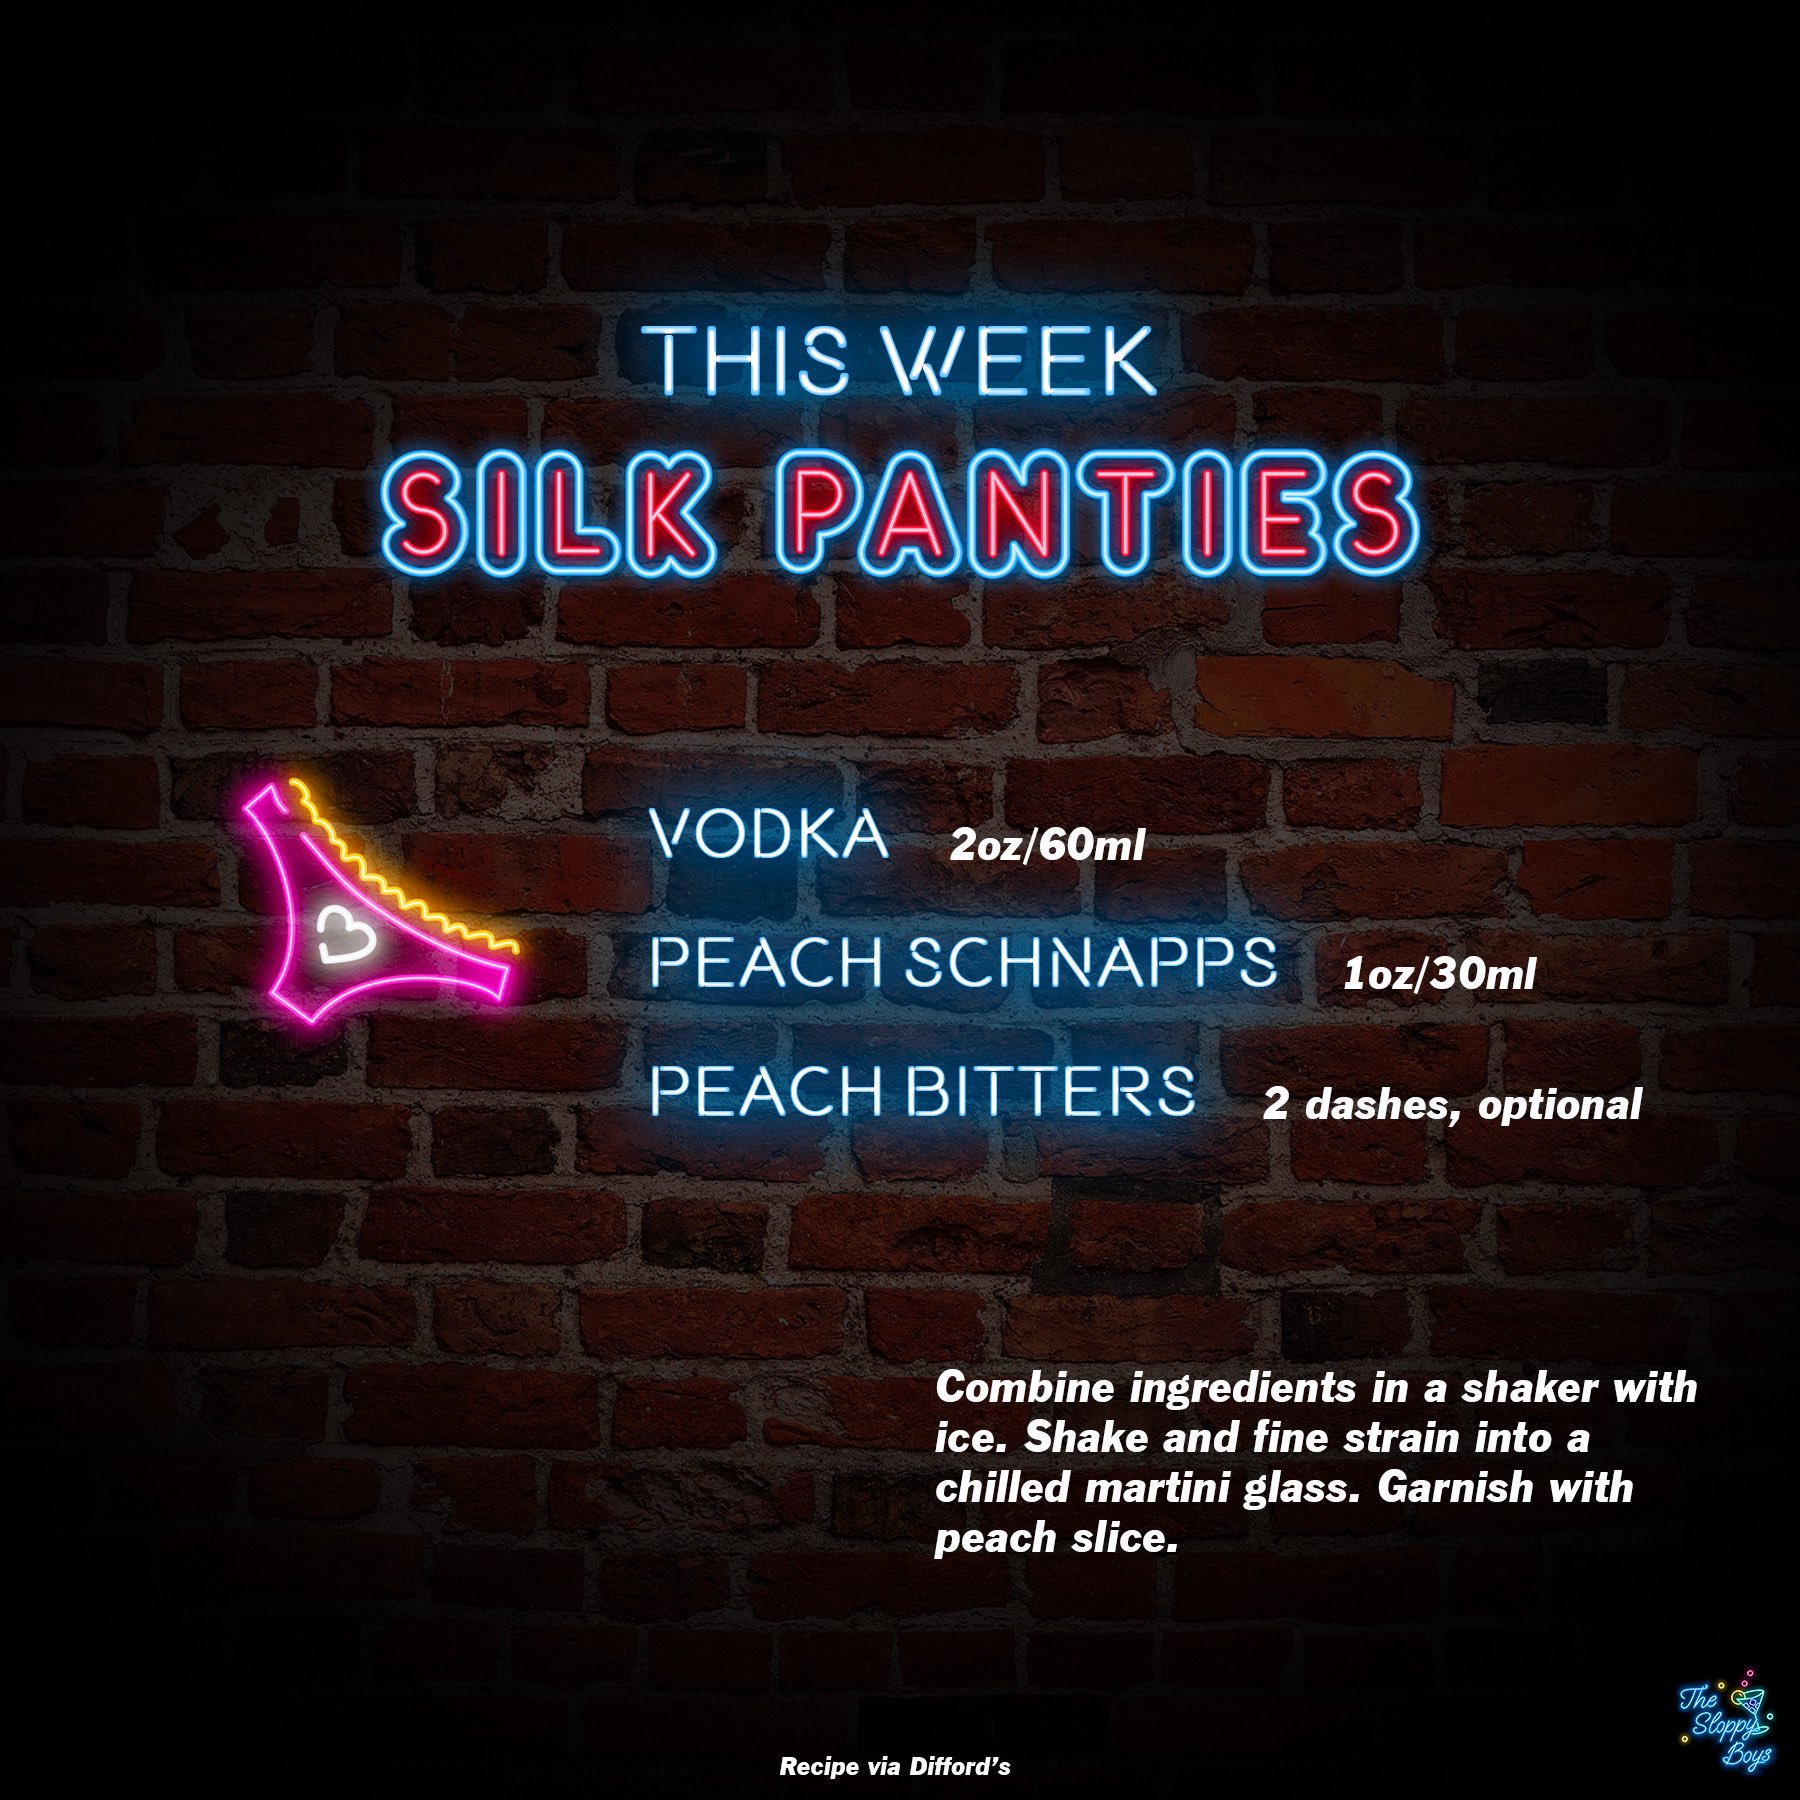 THIS WEEK
SILK PANTIES
VODKA 2oz/60ml
PEACH SCHNAPPS 1oz/30ml
PEACH BITTERS 2 dashes, optional
Combine ingredients in a shaker with
ice. Shake and fine strain into a
chilled martini glass. Garnish with
peach slice.
The
Sloppy
Boys
Recipe via Difford’s